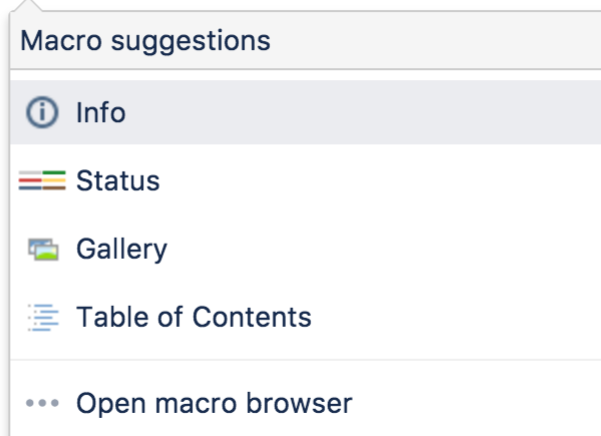 Macro suggestions
Info
Status
Gallery
Table of Contents
Open macro browser